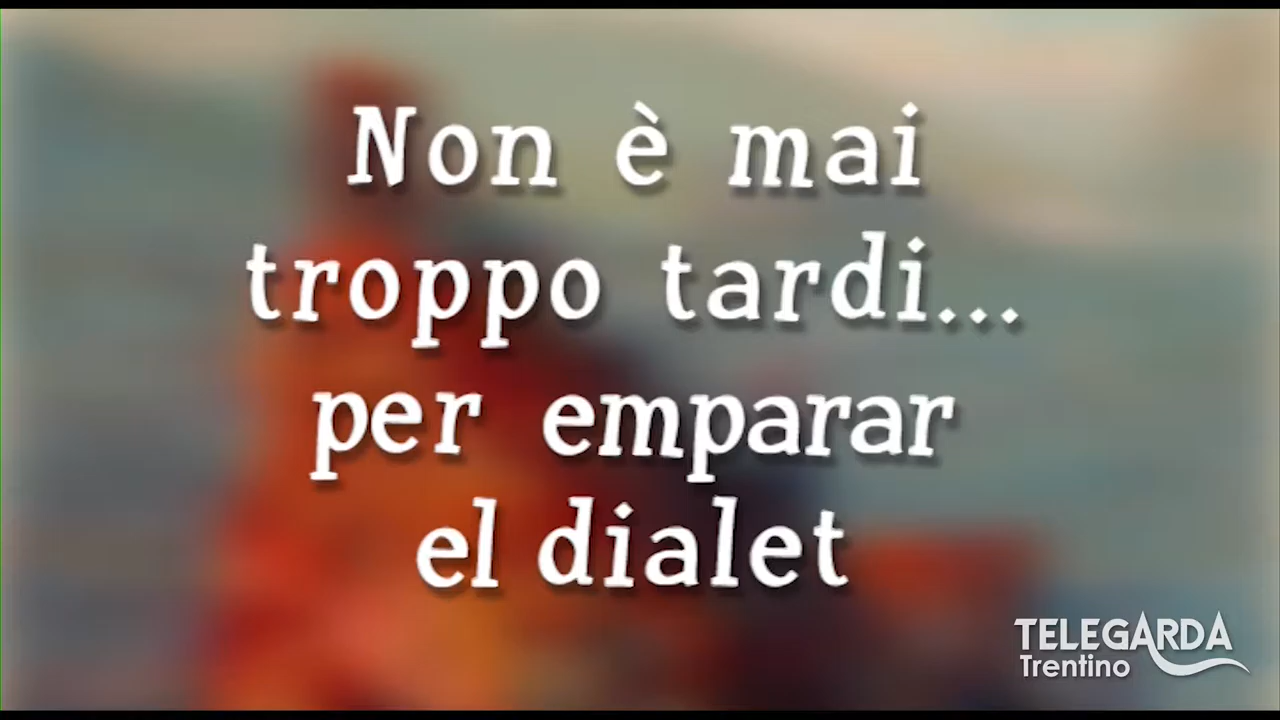 Non è mai
troppo tardi...
per emparar
el dialet
TELEGARDA
Trentino